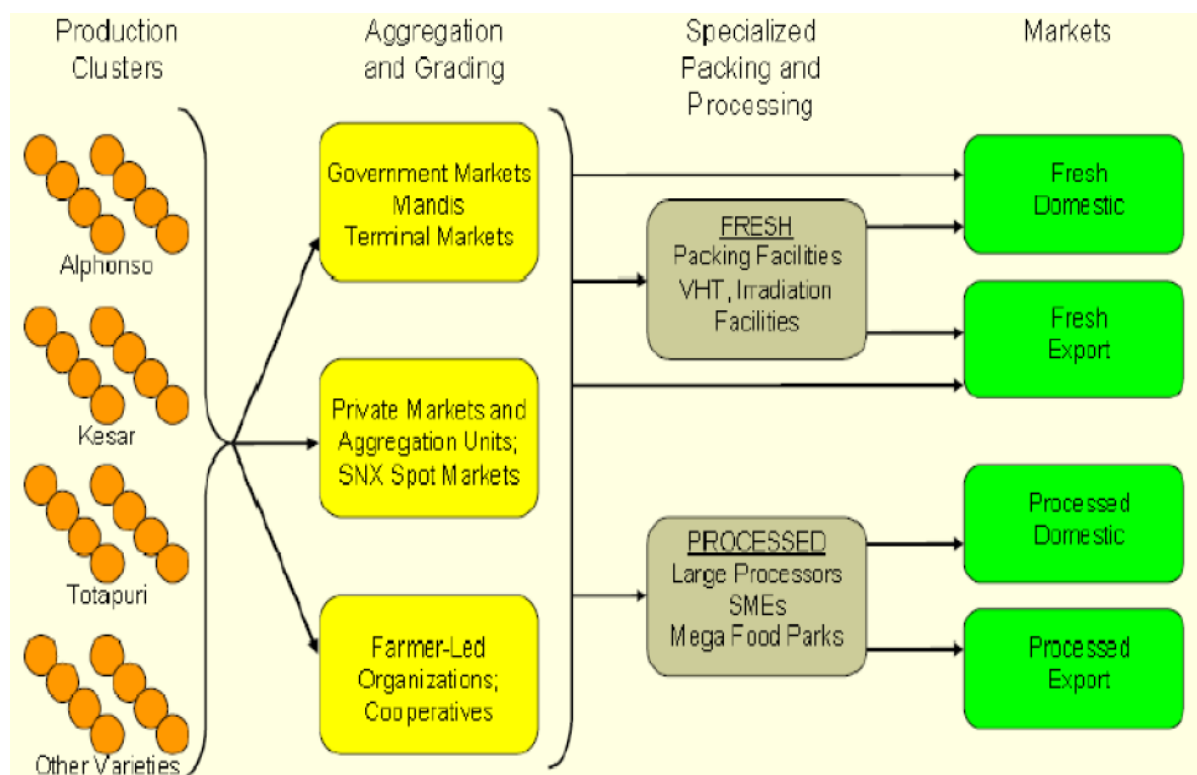 Production
Clusters
Aggregation
and Grading
Specialized
Packing and
Processing
Markets
Alphonso
Kesar
Totapuri
Other Varieties
Government Markets
Mandis
Terminal Markets
Private Markets and
Aggregation Units;
SNX Spot Markets
Farmer-Led
Organizations;
Cooperatives
FRESH
Packing Facilities
VHT, Irradiation
Facilities
PROCESSED
Large Processors
SMEs
Mega Food Parks
Fresh
Domestic
Fresh
Export
Processed
Domestic
Processed
Export